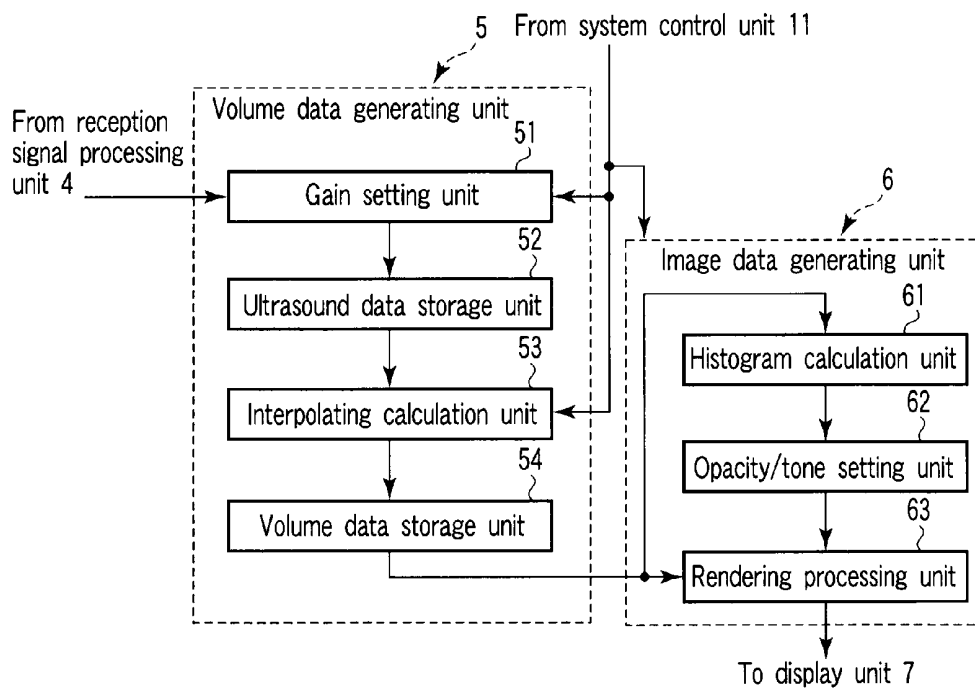 5
From system control unit 11
Volume data generating unit
From reception
signal processing
unit 4
51
Gain setting unit
52
Ultrasound data storage unit
53
Interpolating calculation unit
54
Volume data storage unit
6
Image data generating unit
61
Histogram calculation unit
62
Opacity/tone setting unit
63
Rendering processing unit
To display unit 7